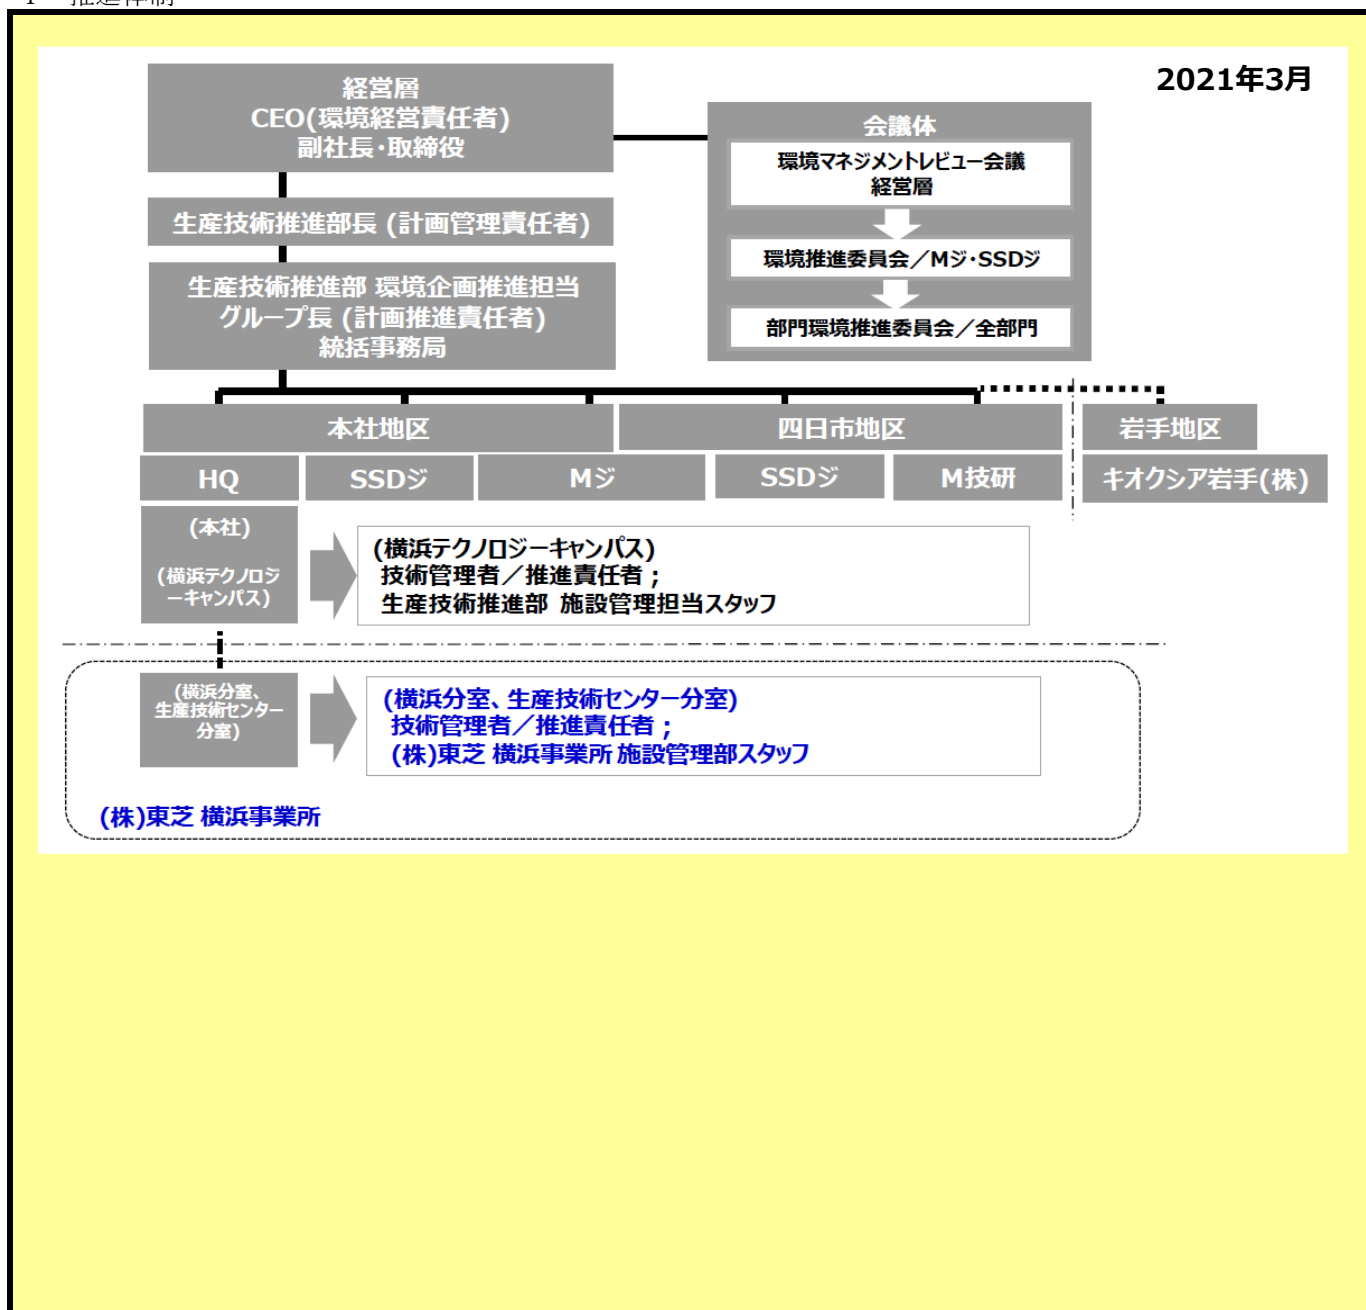 2021年3月
経営層
CEO(環境経営責任者)
副社長・取締役
生産技術推進部長 (計画管理責任者)
生産技術推進部 環境企画推進担当
グループ長 (計画推進責任者)
統括事務局
会議体
環境マネジメントレビュー会議
経営層
環境推進委員会／Mジ・SSDジ
部門環境推進委員会／全部門
本社地区
四日市地区
岩手地区
HQ
SSDジ
Mジ
SSDジ
M技研
キオクシア岩手(株)
(本社)
(横浜テクノロジ
ーキャンパス)
(横浜テクノロジーキャンパス)
技術管理者／推進責任者；
生産技術推進部 施設管理担当スタッフ
(横浜分室、
生産技術センター
分室)
(横浜分室、生産技術センター分室)
技術管理者／推進責任者；
(株)東芝 横浜事業所 施設管理部スタッフ
(株)東芝 横浜事業所